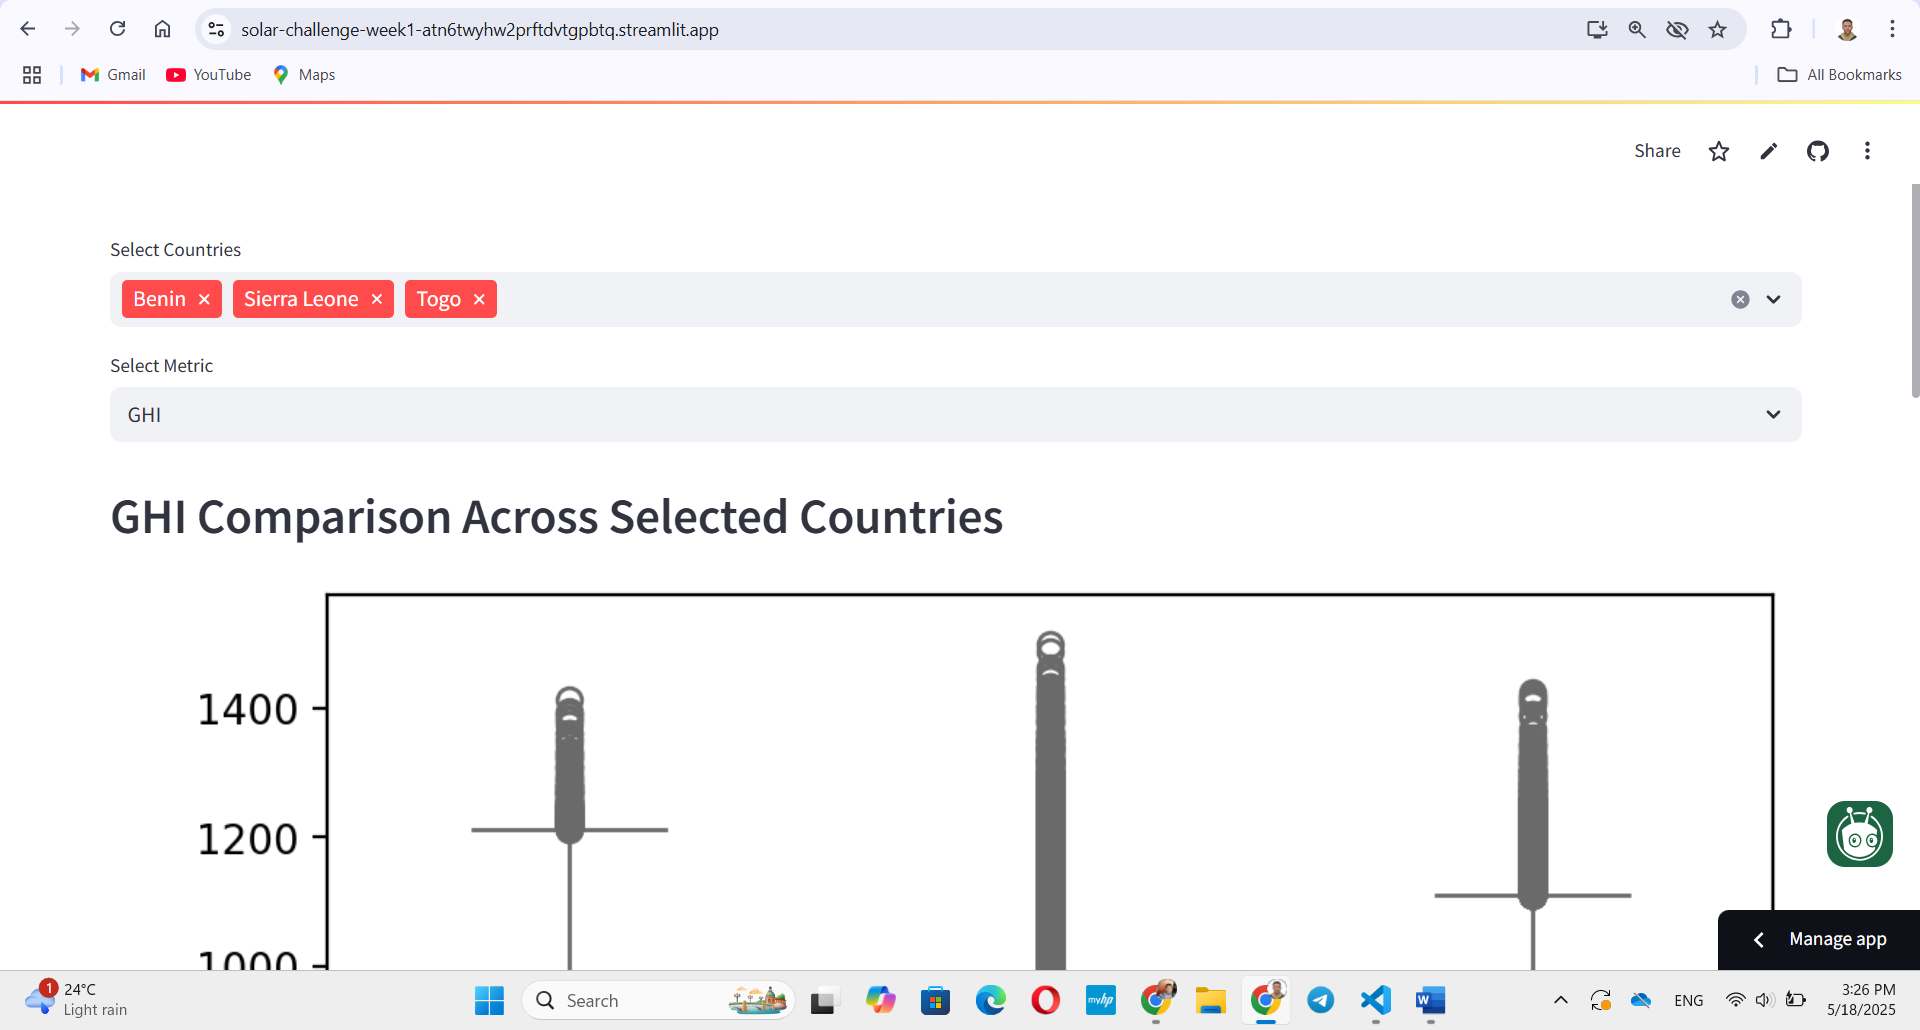 solar-challenge-week1-atn6twyhw2prftdvtgpbtq.streamlit.app
Gmail YouTube Maps All Bookmarks
Share
Select Countries
Benin Sierra Leone Togo
Select Metric
GHI
GHI Comparison Across Selected Countries
1400
1200
1000
Manage app
1 24°C
Light rain
Search
myhp
W
ENG
3:26 PM
5/18/2025